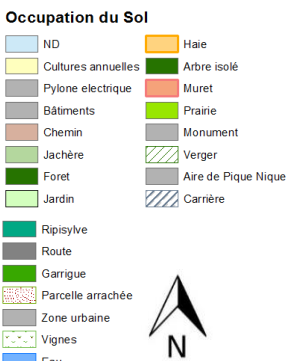 Occupation du Sol
ND
Cultures annuelles
Pylone electrique
Bâtiments
Chemin
Jachère
Foret
Jardin
Haie
Arbre isolé
Muret
Prairie
Monument
Verger
Aire de Pique Nique
Carrière
Ripisylve
Route
Garrigue
Parcelle arrachée
Zone urbaine
Vignes
Eau
N